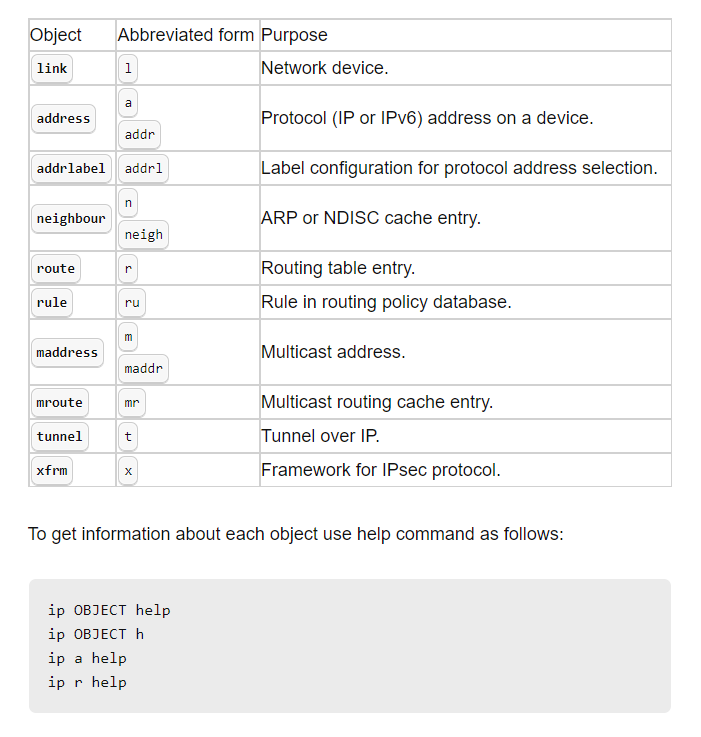 Object Abbreviated form Purpose
link l Network device.
address a addr Protocol (IP or IPv6) address on a device.
addrlabel addrl Label configuration for protocol address selection.
neighbour n neigh ARP or NDISC cache entry.
route r Routing table entry.
rule ru Rule in routing policy database.
maddress m maddr Multicast address.
mroute mr Multicast routing cache entry.
tunnel t Tunnel over IP.
xfrm x Framework for IPsec protocol.
To get information about each object use help command as follows:
ip OBJECT help
ip OBJECT h
ip a help
ip r help